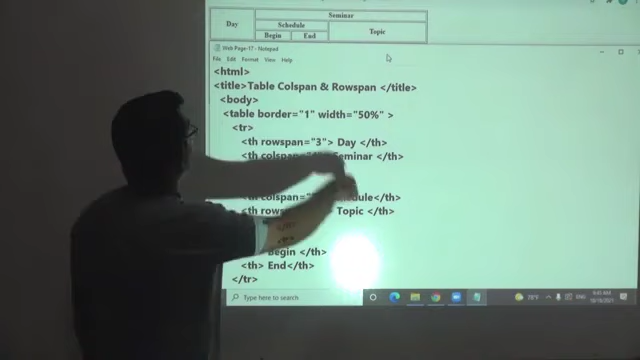 Seminar
Day
Schedule
Topic
Begin End
Web Page-17 - Notepad
File Edit Format View Help
<html>
<title>Table Colspan & Rowspan </title>
<body>
<table border="1" width="50%" >
<tr>
<th rowspan="3"> Day </th>
<th colspan= Seminar </th>
<th colspan= </th>
<th Topic </th>
Begin </th>
<th> End</th>
</tr>
Type here to search